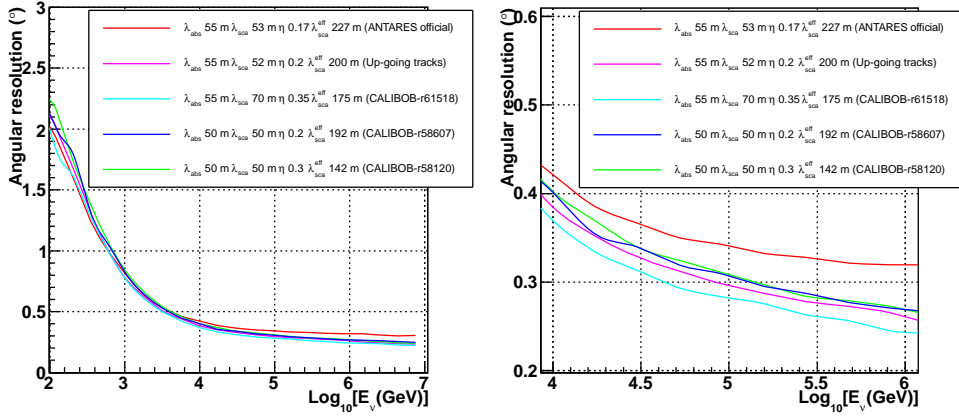 Angular resolution (°)
3
2.5
2
1.5
1
0.5
0
λabs 55 m λsca 53 m η 0.17 λsca^eff 227 m (ANTARES official)
λabs 55 m λsca 52 m η 0.2 λsca^eff 200 m (Up-going tracks)
λabs 55 m λsca 70 m η 0.35 λsca^eff 175 m (CALIBOB-r61518)
λabs 50 m λsca 50 m η 0.2 λsca^eff 192 m (CALIBOB-r58607)
λabs 50 m λsca 50 m η 0.3 λsca^eff 142 m (CALIBOB-r58120)
2 3 4 5 6 7
Log10[Eν(GeV)]
Angular resolution (°)
0.6
0.5
0.4
0.3
0.2
λabs 55 m λsca 53 m η 0.17 λsca^eff 227 m (ANTARES official)
λabs 55 m λsca 52 m η 0.2 λsca^eff 200 m (Up-going tracks)
λabs 55 m λsca 70 m η 0.35 λsca^eff 175 m (CALIBOB-r61518)
λabs 50 m λsca 50 m η 0.2 λsca^eff 192 m (CALIBOB-r58607)
λabs 50 m λsca 50 m η 0.3 λsca^eff 142 m (CALIBOB-r58120)
4 4.5 5 5.5 6
Log10[Eν(GeV)]